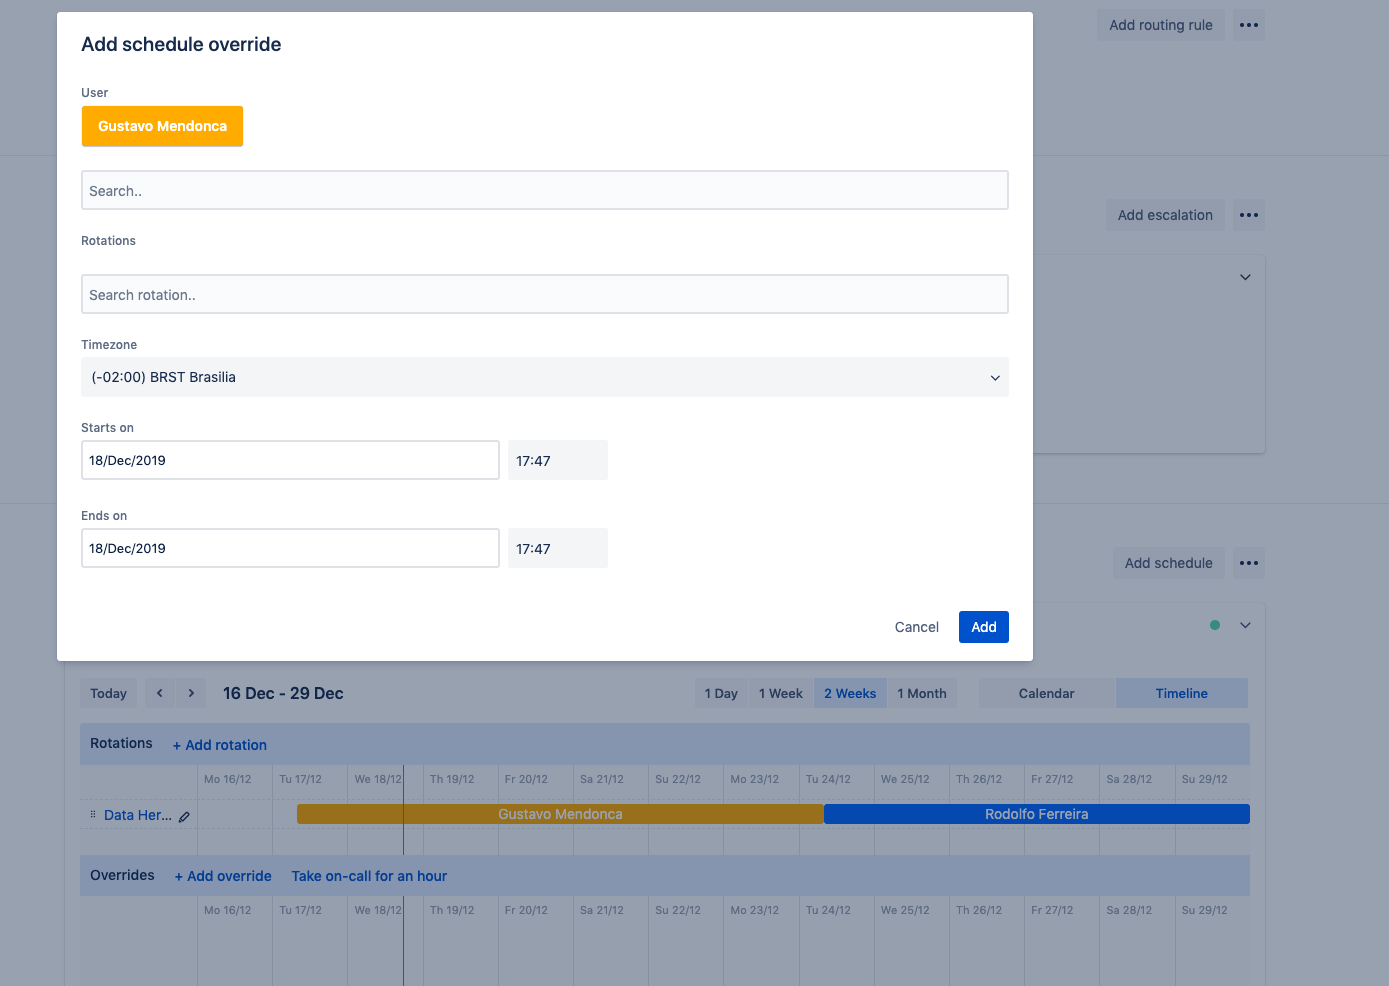 Add schedule override
Add routing rule
User
Gustavo Mendonca
Search..
Add escalation
Rotations
Search rotation..
Timezone
(-02:00) BRST Brasilia
Starts on
18/Dec/2019 17:47
Ends on
18/Dec/2019 17:47
Add schedule
Cancel Add
Today 16 Dec - 29 Dec 1 Day 1 Week 2 Weeks 1 Month Calendar Timeline
Rotations + Add rotation
Mo 16/12 Tu 17/12 We 18/12 Th 19/12 Fr 20/12 Sa 21/12 Su 22/12 Mo 23/12 Tu 24/12 We 25/12 Th 26/12 Fr 27/12 Sa 28/12 Su 29/12
Data Her... Gustavo Mendonca Rodolfo Ferreira
Overrides + Add override Take on-call for an hour
Mo 16/12 Tu 17/12 We 18/12 Th 19/12 Fr 20/12 Sa 21/12 Su 22/12 Mo 23/12 Tu 24/12 We 25/12 Th 26/12 Fr 27/12 Sa 28/12 Su 29/12